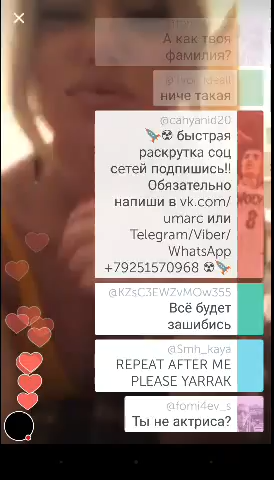 А как твоя
фамилия?
ниче такая
@cahyanid20
🚀☢ быстрая
раскрутка соц
сетей подпишись!!
Обязательно
напиши в vk.com/
umarc или
Telegram/Viber/
WhatsApp
+79251570968 ☢🚀
@KZsC3EWZvMOw355
Всё будет
зашибись
@Smh_kaya
REPEAT AFTER ME
PLEASE YARRAK
@fomi4ev_s
Ты не актриса?